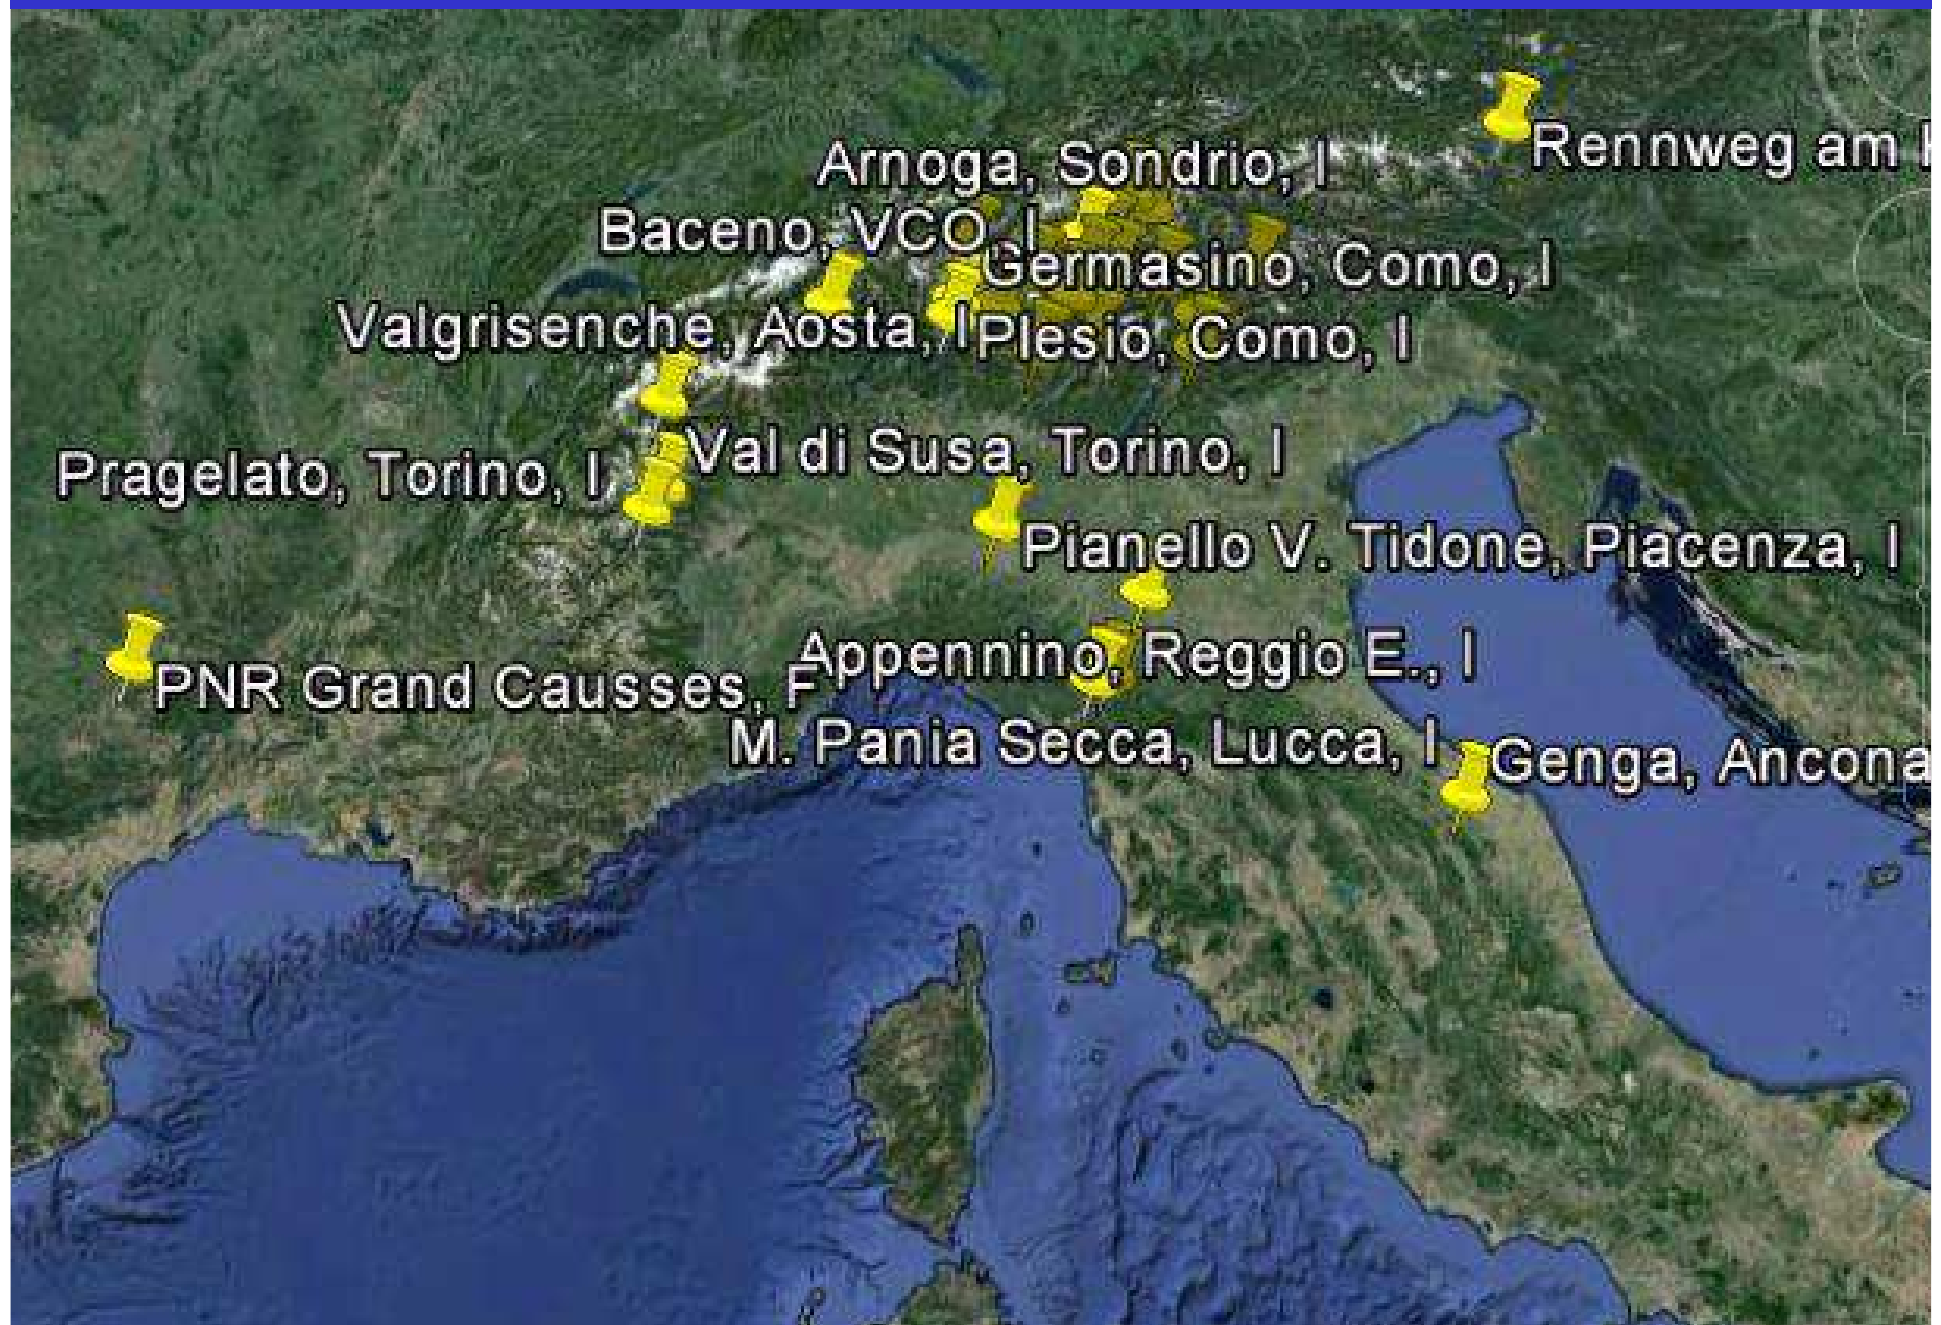 Rennweg am
Arnoga, Sondrio, I
Baceno, VCO, I
Germasino, Como, I
Valgrisenche, Aosta, I
Plesio, Como, I
Val di Susa, Torino, I
Pragelato, Torino, I
Pianello V. Tidone, Piacenza, I
Appennino, Reggio E., I
PNR Grand Causses, F
M. Pania Secca, Lucca, I
Genga, Ancona